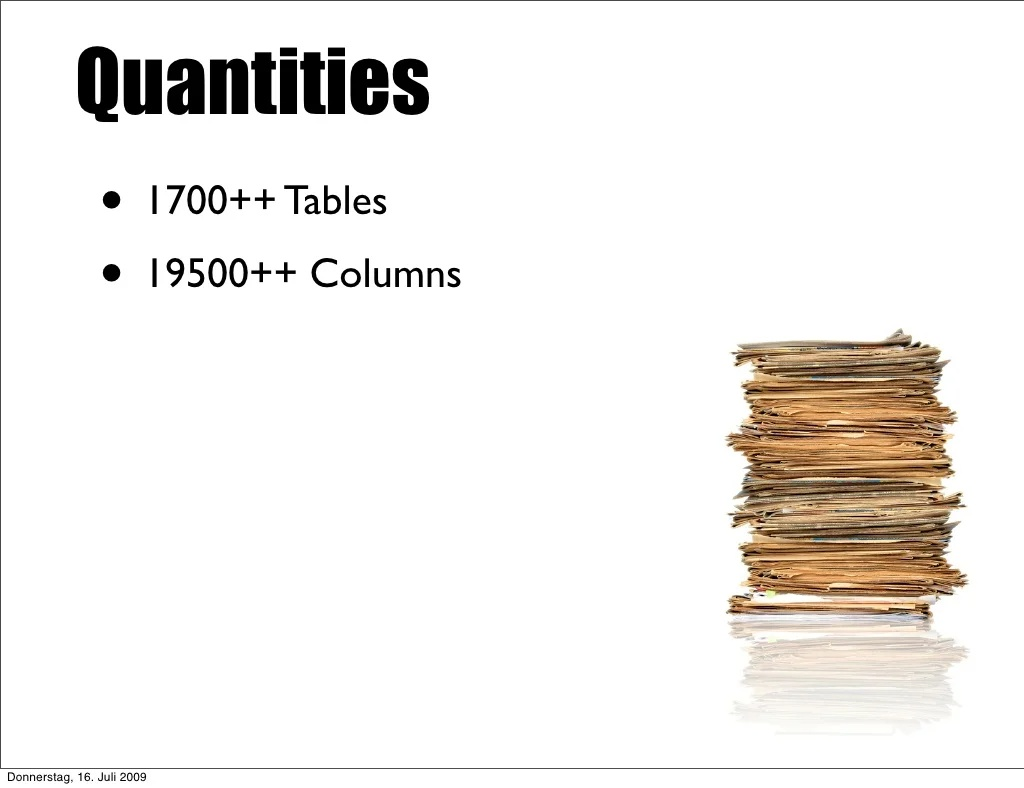 Quantities
• 1700++ Tables
• 19500++ Columns
Donnerstag, 16. Juli 2009